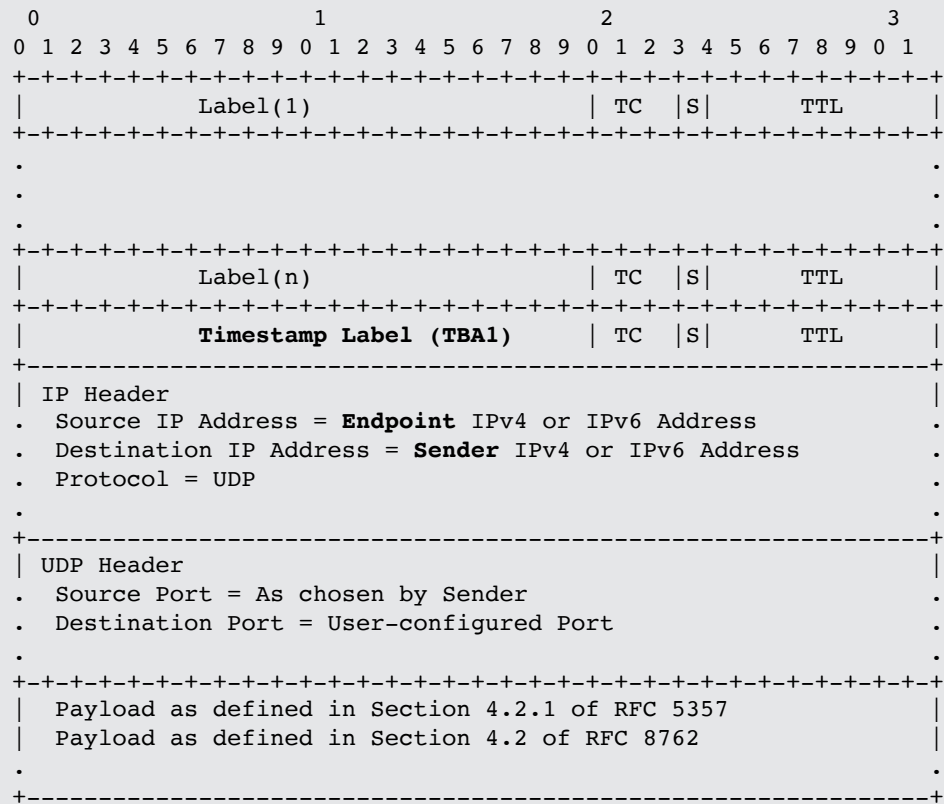 0                   1                   2                   3
0 1 2 3 4 5 6 7 8 9 0 1 2 3 4 5 6 7 8 9 0 1 2 3 4 5 6 7 8 9 0 1
+-+-+-+-+-+-+-+-+-+-+-+-+-+-+-+-+-+-+-+-+-+-+-+-+-+-+-+-+-+-+-+-+
|            Label(1)                   | TC  |S|      TTL      |
+-+-+-+-+-+-+-+-+-+-+-+-+-+-+-+-+-+-+-+-+-+-+-+-+-+-+-+-+-+-+-+-+
.                                                               .
.                                                               .
.                                                               .
+-+-+-+-+-+-+-+-+-+-+-+-+-+-+-+-+-+-+-+-+-+-+-+-+-+-+-+-+-+-+-+-+
|            Label(n)                   | TC  |S|      TTL      |
+-+-+-+-+-+-+-+-+-+-+-+-+-+-+-+-+-+-+-+-+-+-+-+-+-+-+-+-+-+-+-+-+
|            Timestamp Label (TBA1)     | TC  |S|      TTL      |
+---------------------------------------------------------------+
| IP Header                                                     |
.  Source IP Address = Endpoint IPv4 or IPv6 Address            .
.  Destination IP Address = Sender IPv4 or IPv6 Address         .
.  Protocol = UDP                                               .
.                                                               .
+---------------------------------------------------------------+
| UDP Header                                                    |
.  Source Port = As chosen by Sender                            .
.  Destination Port = User-configured Port                      .
.                                                               .
+-+-+-+-+-+-+-+-+-+-+-+-+-+-+-+-+-+-+-+-+-+-+-+-+-+-+-+-+-+-+-+-+
|  Payload as defined in Section 4.2.1 of RFC 5357              |
|  Payload as defined in Section 4.2 of RFC 8762                |
.                                                               .
+---------------------------------------------------------------+